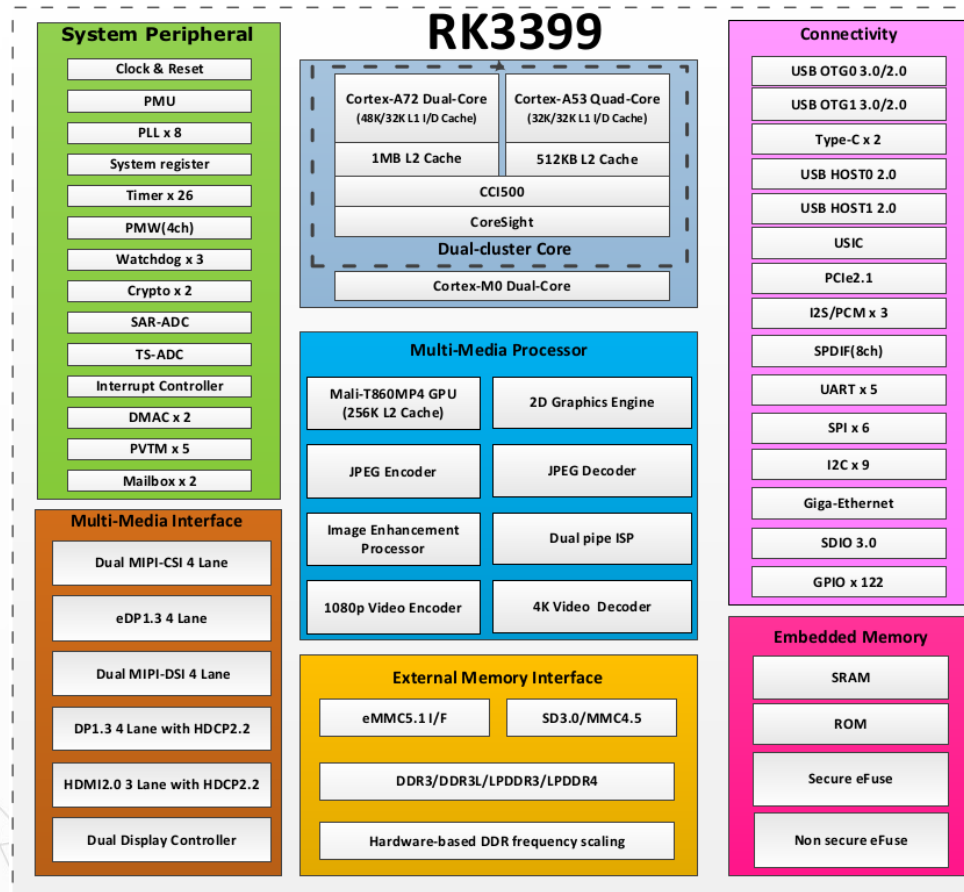 RK3399
System Peripheral
Clock & Reset
PMU
PLL x 8
System register
Timer x 26
PMW(4ch)
Watchdog x 3
Crypto x 2
SAR-ADC
TS-ADC
Interrupt Controller
DMAC x 2
PVTM x 5
Mailbox x 2
Multi-Media Interface
Dual MIPI-CSI 4 Lane
eDP1.3 4 Lane
Dual MIPI-DSI 4 Lane
DP1.3 4 Lane with HDCP2.2
HDMI2.0 3 Lane with HDCP2.2
Dual Display Controller
Cortex-A72 Dual-Core
(48K/32K L1 I/D Cache)
1MB L2 Cache
Cortex-A53 Quad-Core
(32K/32K L1 I/D Cache)
512KB L2 Cache
CCI500
CoreSight
Dual-cluster Core
Cortex-M0 Dual-Core
Multi-Media Processor
Mali-T860MP4 GPU
(256K L2 Cache)
2D Graphics Engine
JPEG Encoder
JPEG Decoder
Image Enhancement
Processor
Dual pipe ISP
1080p Video Encoder
4K Video Decoder
External Memory Interface
eMMC5.1 I/F
SD3.0/MMC4.5
DDR3/DDR3L/LPDDR3/LPDDR4
Hardware-based DDR frequency scaling
Connectivity
USB OTG0 3.0/2.0
USB OTG1 3.0/2.0
Type-C x 2
USB HOST0 2.0
USB HOST1 2.0
USIC
PCIe2.1
I2S/PCM x 3
SPDIF(8ch)
UART x 5
SPI x 6
I2C x 9
Giga-Ethernet
SDIO 3.0
GPIO x 122
Embedded Memory
SRAM
ROM
Secure eFuse
Non secure eFuse